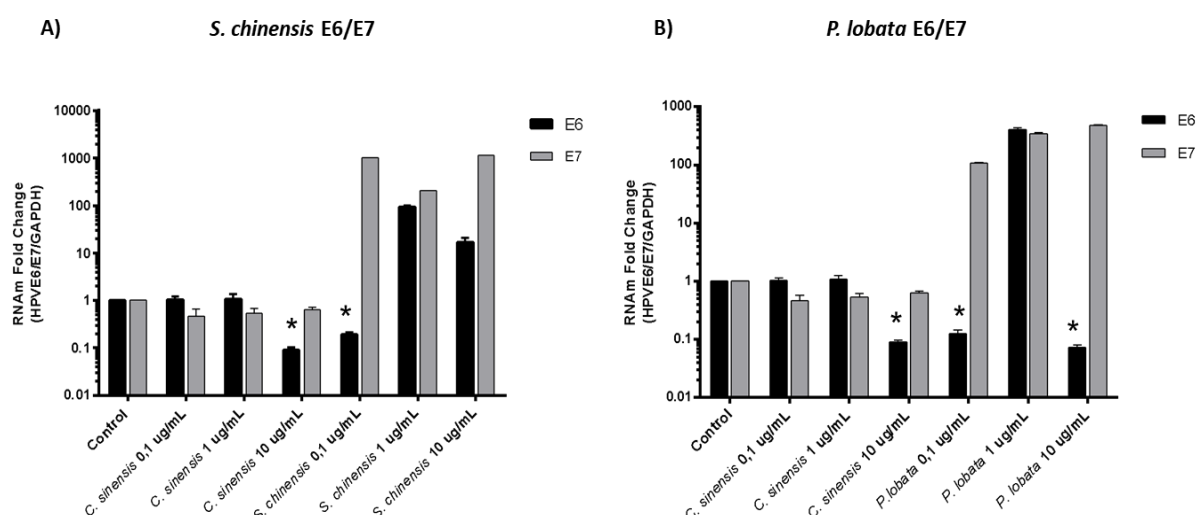 A)
S. chinensis E6/E7
10000
1000
100
10
1
0.1
0.01
RNAm Fold Change
(HPVE6/E7/GAPDH)
E6
E7
*
*
Control
C. sinensis 0,1 ug/mL
C. sinensis 1 ug/mL
C. sinensis 10 ug/mL
S. chinensis 0,1 ug/mL
S. chinensis 1 ug/mL
S. chinensis 10 ug/mL
B)
P. lobata E6/E7
1000
100
10
1
0.1
0.01
RNAm Fold Change
(HPVE6/E7/GAPDH)
E6
E7
*
*
*
Control
C. sinensis 0,1 ug/mL
C. sinensis 1 ug/mL
C. sinensis 10 ug/mL
P.lobata 0,1 ug/mL
P. lobata 1 ug/mL
P. lobata 10 ug/mL